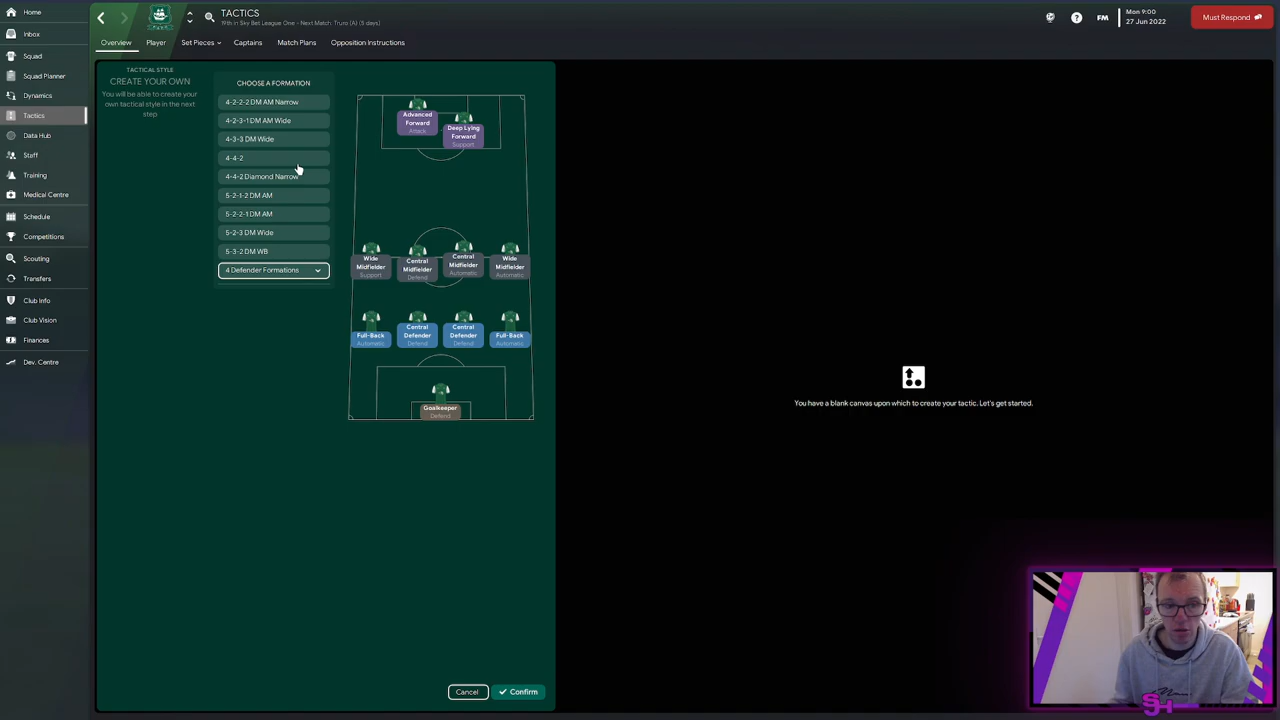 Home
Inbox
Squad
Squad Planner
Dynamics
Tactics
Data Hub
Staff
Training
Medical Centre
Schedule
Competitions
Scouting
Transfers
Club Info
Club Vision
Finances
Dev. Centre
TACTICS
19th in Sky Bet League One - Next Match: Truro (A) (5 days)
FM
Mon 9:00
27 Jun 2022
Must Respond
Overview
Player
Set Pieces
Captains
Match Plans
Opposition Instructions
TACTICAL STYLE
CREATE YOUR OWN
You will be able to create your
own tactical style in the next
step
CHOOSE A FORMATION
4-2-2-2 DM AM Narrow
4-2-3-1 DM AM Wide
4-3-3 DM Wide
4-4-2
4-4-2 Diamond Narrow
5-2-1-2 DM AM
5-2-2-1 DM AM
5-2-3 DM Wide
5-3-2 DM WB
4 Defender Formations
Advanced
Forward
Attack
Deep Lying
Forward
Support
Wide
Midfielder
Support
Central
Midfielder
Defend
Central
Midfielder
Automatic
Wide
Midfielder
Automatic
Full-Back
Automatic
Central
Defender
Defend
Central
Defender
Defend
Full-Back
Automatic
Goalkeeper
Defend
Cancel
Confirm
You have a blank canvas upon which to create your tactic. Let's get started.